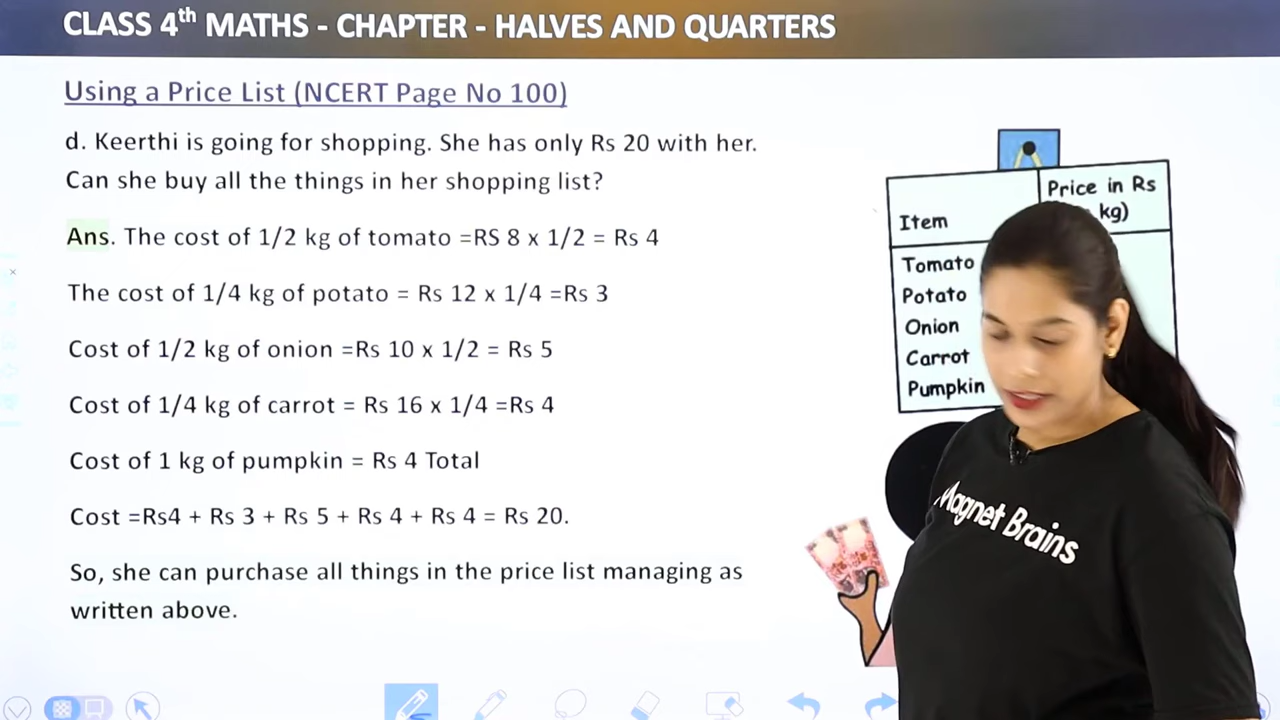 CLASS 4th MATHS - CHAPTER - HALVES AND QUARTERS
Using a Price List (NCERT Page No 100)
d. Keerthi is going for shopping. She has only Rs 20 with her.
Can she buy all the things in her shopping list?
Ans. The cost of 1/2 kg of tomato =RS 8 x 1/2 = Rs 4
The cost of 1/4 kg of potato = Rs 12 x 1/4 =Rs 3
Cost of 1/2 kg of onion =Rs 10 x 1/2 = Rs 5
Cost of 1/4 kg of carrot = Rs 16 x 1/4 =Rs 4
Cost of 1 kg of pumpkin = Rs 4 Total
Cost =Rs4 + Rs 3 + Rs 5 + Rs 4 + Rs 4 = Rs 20.
So, she can purchase all things in the price list managing as
written above.
Price in Rs
kg)
Item
Tomato
Potato
Onion
Carrot
Pumpkin
Magnet Brains